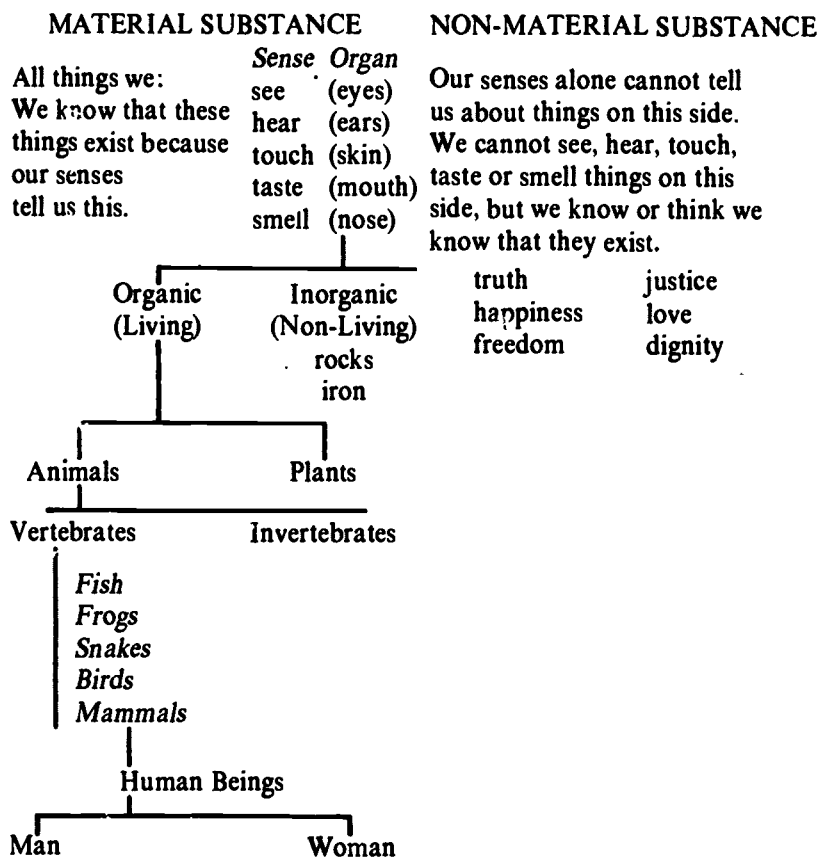 MATERIAL SUBSTANCE
All things we:
We know that these
things exist because
our senses
tell us this.
Sense Organ
see (eyes)
hear (ears)
touch (skin)
taste (mouth)
smell (nose)
NON-MATERIAL SUBSTANCE
Our senses alone cannot tell
us about things on this side.
We cannot see, hear, touch,
taste or smell things on this
side, but we know or think we
know that they exist.
truth justice
happiness love
freedom dignity
Organic Inorganic
(Living) (Non-Living)
rocks
iron
Animals Plants
Vertebrates Invertebrates
Fish
Frogs
Snakes
Birds
Mammals
Human Beings
Man Woman